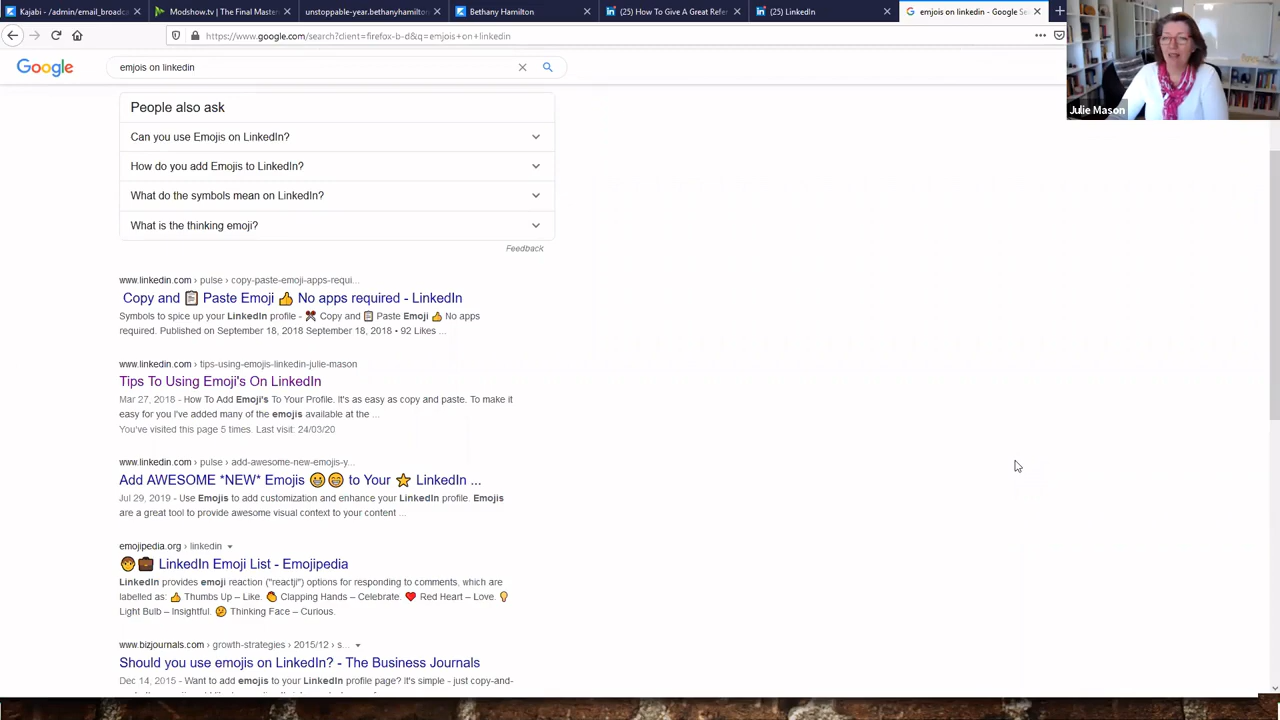 Kajabi - /admin/email_broadc
Modshow.tv | The Final Master
unstoppable-year.bethanyhamilton
Bethany Hamilton
(25) How To Give A Great Refer
(25) LinkedIn
emjois on linkedin - Google Se
https://www.google.com/search?client=firefox-b-d&q=emjois+on+linkedin
Julie Mason
Google
emjois on linkedin
People also ask
Can you use Emojis on LinkedIn?
How do you add Emojis to LinkedIn?
What do the symbols mean on LinkedIn?
What is the thinking emoji?
Feedback
www.linkedin.com › pulse › copy-paste-emoji-apps-requi...
Copy and 📋 Paste Emoji 👍 No apps required - LinkedIn
Symbols to spice up your LinkedIn profile - ✂ Copy and 📋 Paste Emoji 👍 No apps
required. Published on September 18, 2018 September 18, 2018 • 92 Likes ...
www.linkedin.com › tips-using-emojis-linkedin-julie-mason
Tips To Using Emoji's On LinkedIn
Mar 27, 2018 - How To Add Emoji's To Your Profile. It's as easy as copy and paste. To make it
easy for you I've added many of the emojis available at the ...
You've visited this page 5 times. Last visit: 24/03/20
www.linkedin.com › pulse › add-awesome-new-emojis-y...
Add AWESOME *NEW* Emojis 😀😁 to Your ⭐ LinkedIn ...
Jul 29, 2019 - Use Emojis to add customization and enhance your LinkedIn profile. Emojis
are a great tool to provide awesome visual context to your content ...
emojipedia.org › linkedin
👨💼 LinkedIn Emoji List - Emojipedia
LinkedIn provides emoji reaction ("reactji") options for responding to comments, which are
labelled as: 👍 Thumbs Up – Like. 👏 Clapping Hands – Celebrate. ❤ Red Heart – Love. 💡
Light Bulb – Insightful. 🤔 Thinking Face – Curious.
www.bizjournals.com › growth-strategies › 2015/12 › s...
Should you use emojis on LinkedIn? - The Business Journals
Dec 14, 2015 - Want to add emojis to your LinkedIn profile page? It's simple - just copy-and-